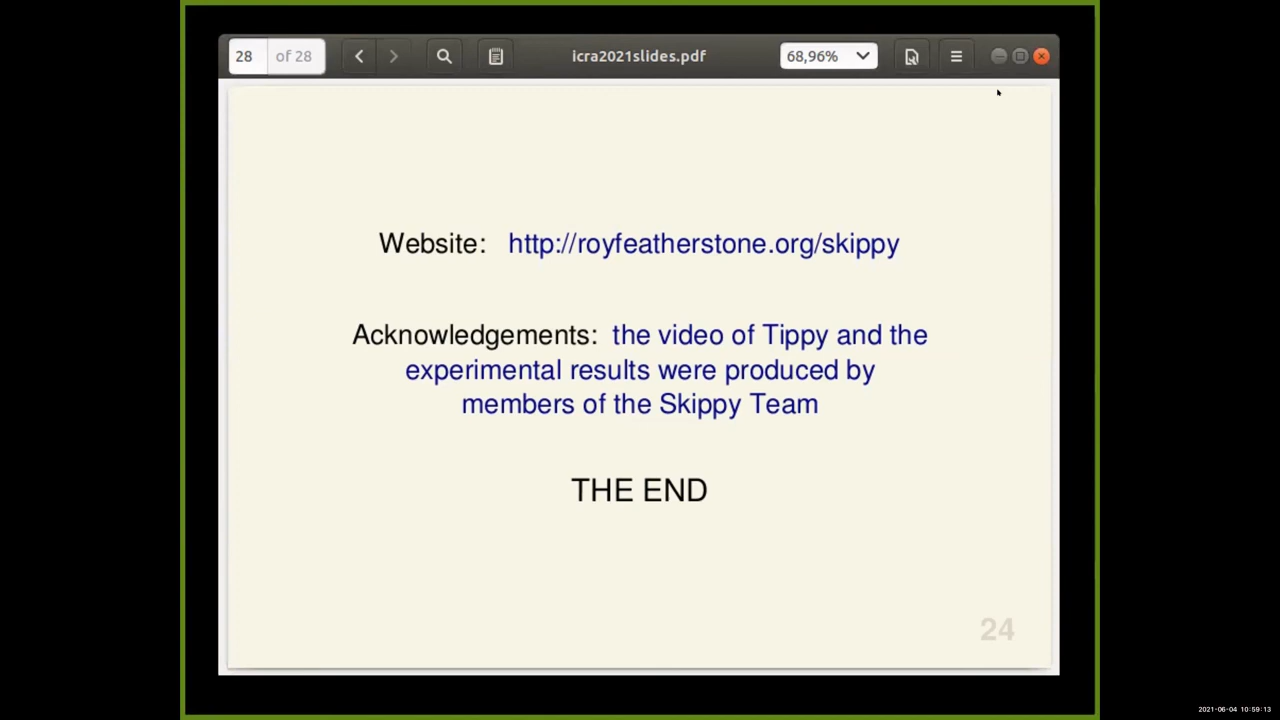 28 of 28 icra2021slides.pdf 68,96%
Website: http://royfeatherstone.org/skippy
Acknowledgements: the video of Tippy and the
experimental results were produced by
members of the Skippy Team
THE END
24
2021-06-04 10:59:13